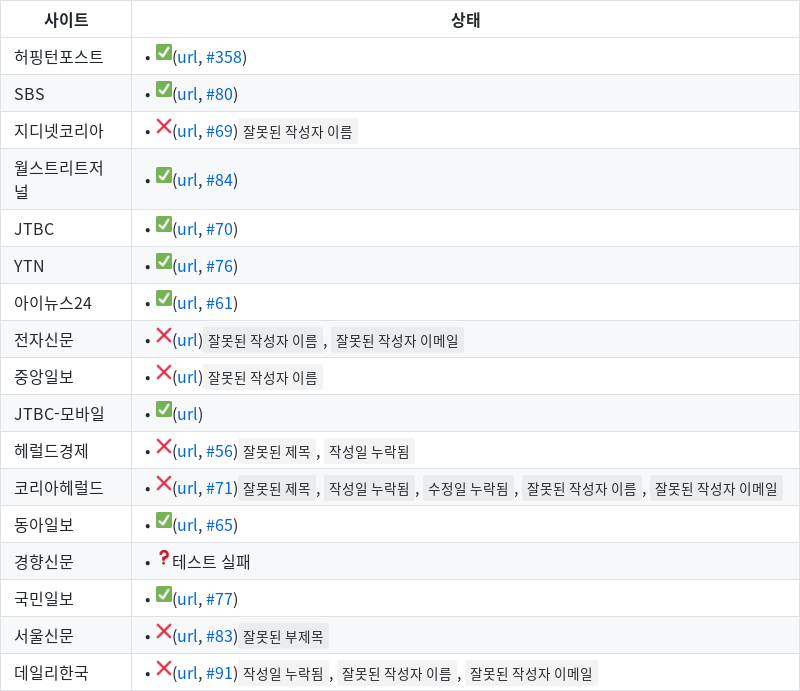 사이트 상태
허핑턴포스트 • ✅(url, #358)
SBS • ✅(url, #80)
지디넷코리아 • ❌(url, #69) 잘못된 작성자 이름
월스트리트저
널 • ✅(url, #84)
JTBC • ✅(url, #70)
YTN • ✅(url, #76)
아이뉴스24 • ✅(url, #61)
전자신문 • ❌(url) 잘못된 작성자 이름 , 잘못된 작성자 이메일
중앙일보 • ❌(url) 잘못된 작성자 이름
JTBC-모바일 • ✅(url)
헤럴드경제 • ❌(url, #56) 잘못된 제목 , 작성일 누락됨
코리아헤럴드 • ❌(url, #71) 잘못된 제목 , 작성일 누락됨 , 수정일 누락됨 , 잘못된 작성자 이름 , 잘못된 작성자 이메일
동아일보 • ✅(url, #65)
경향신문 • ❓테스트 실패
국민일보 • ✅(url, #77)
서울신문 • ❌(url, #83) 잘못된 부제목
데일리한국 • ❌(url, #91) 작성일 누락됨 , 잘못된 작성자 이름 , 잘못된 작성자 이메일